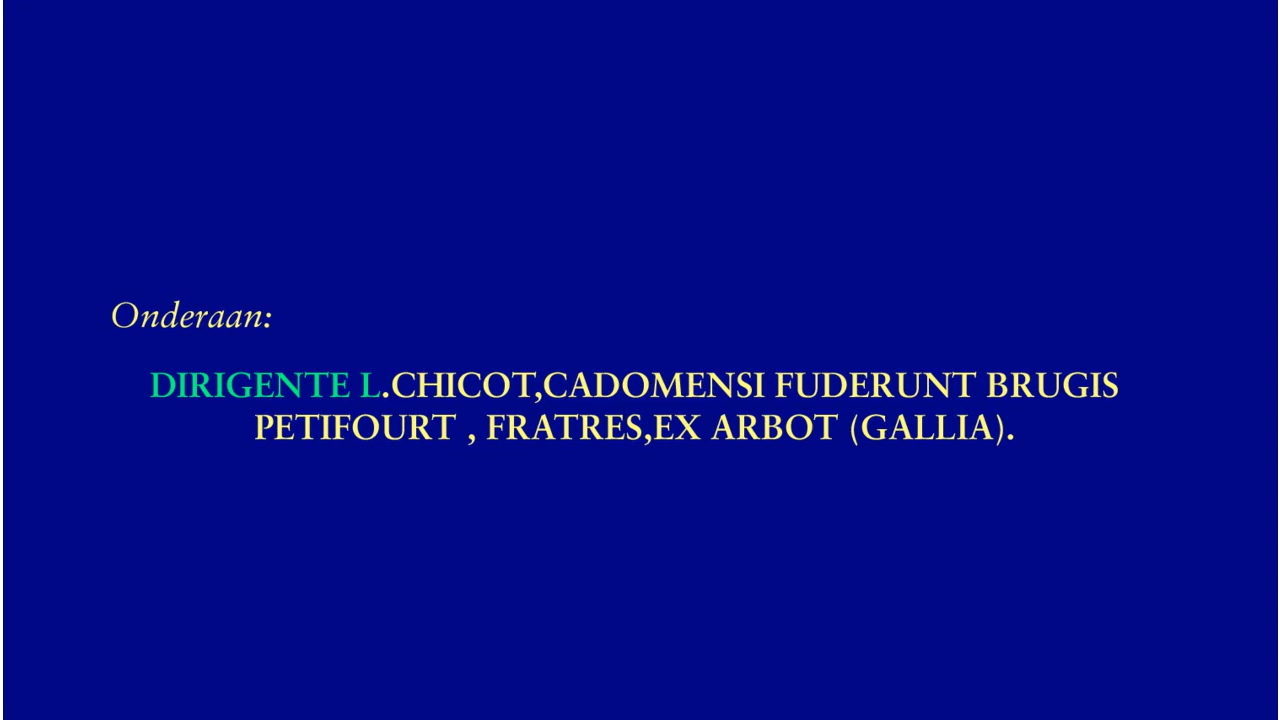 Onderaan:
DIRIGENTE L.CHICOT,CADOMENSI FUDERUNT BRUGIS
PETIFOURT , FRATRES,EX ARBOT (GALLIA).